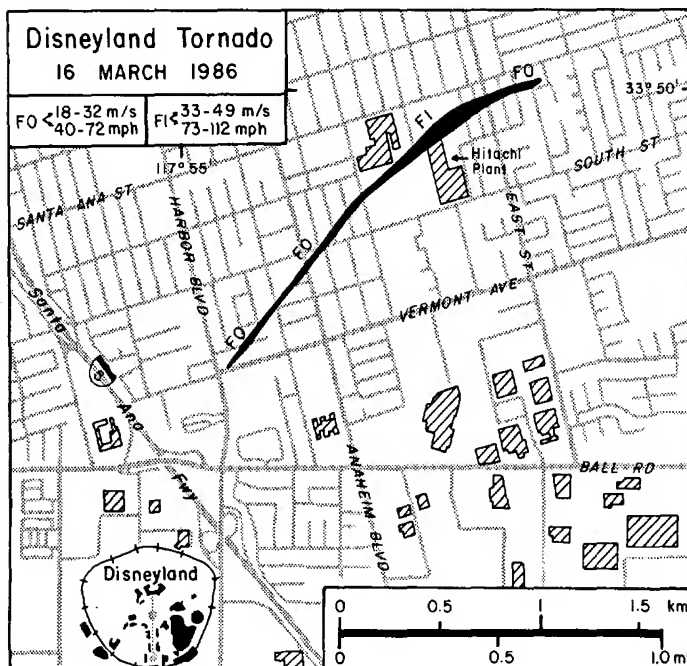 Disneyland Tornado
16 MARCH 1986
F0 < 18-32 m/s
40-72 mph
F1 < 33-49 m/s
73-112 mph
F0
33° 50'
F1
Hitachi
Plant
SOUTH ST
117° 55'
SANTA ANA ST
HARBOR BLVD
EAST ST
F0
VERMONT AVE
Santa
F0
5
Ana
Fwy
ANAHEIM BLVD
BALL RD
Disneyland
0 0.5 1 1.5 km
0 0.5 1.0 mi